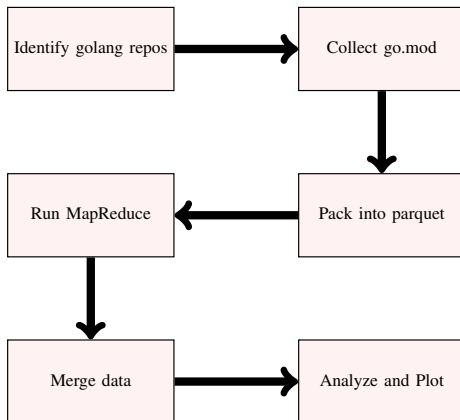 Identify golang repos
Collect go.mod
Pack into parquet
Run MapReduce
Merge data
Analyze and Plot